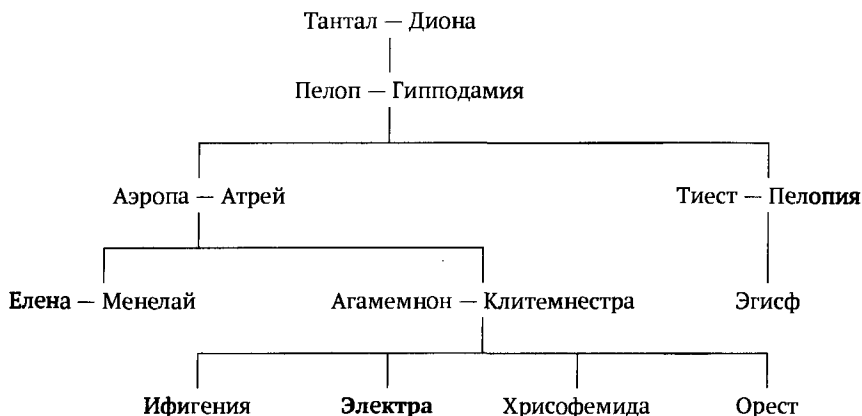 Тантал — Диона
Пелоп — Гипподамия
Аэропа — Атрей Тиест — Пелопия
Елена — Менелай Агамемнон — Клитемнестра Эгисф
Ифигения Электра Хрисофемида Орест